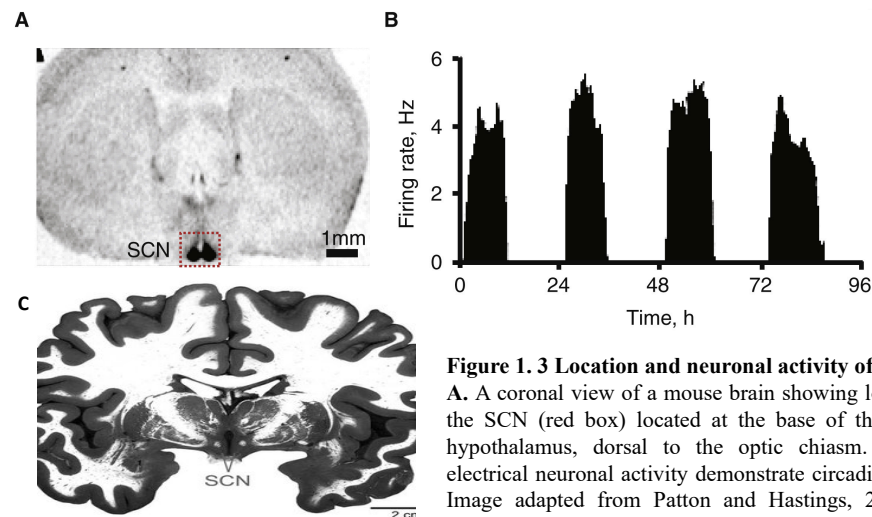 A
SCN
1mm
B
Firing rate, Hz
6
4
2
0
0 24 48 72 96
Time, h
C
SCN
2 cm
Figure 1. 3 Location and neuronal activity of
A. A coronal view of a mouse brain showing
the SCN (red box) located at the base of
hypothalamus, dorsal to the optic chiasm.
electrical neuronal activity demonstrate
Image adapted from Patton and Hastings,